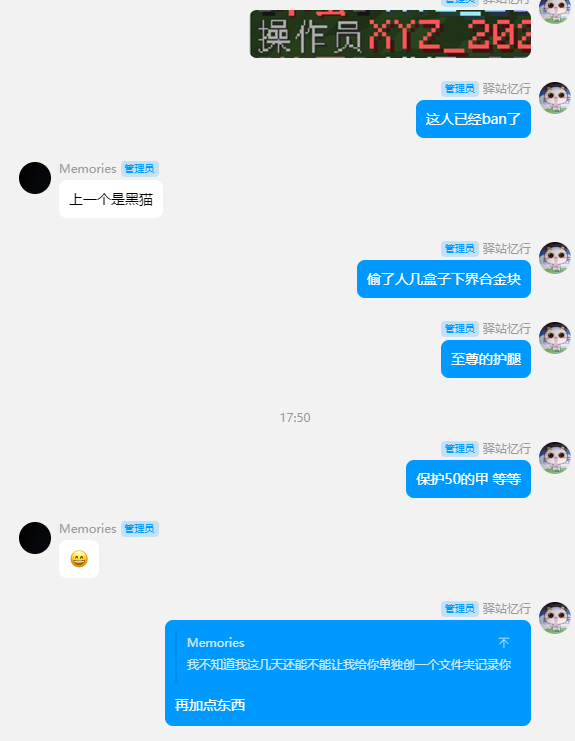 管理员 驿站忆行
操作员XYZ_202
管理员 驿站忆行
这人已经ban了
Memories 管理员
上一个是黑猫
管理员 驿站忆行
偷了人几盒子下界合金块
管理员 驿站忆行
至尊的护腿
17:50
管理员 驿站忆行
保护50的甲 等等
Memories 管理员
😄
管理员 驿站忆行
Memories
我不知道我这几天还能不能让我给你单独创一个文件夹记录你
再加点东西